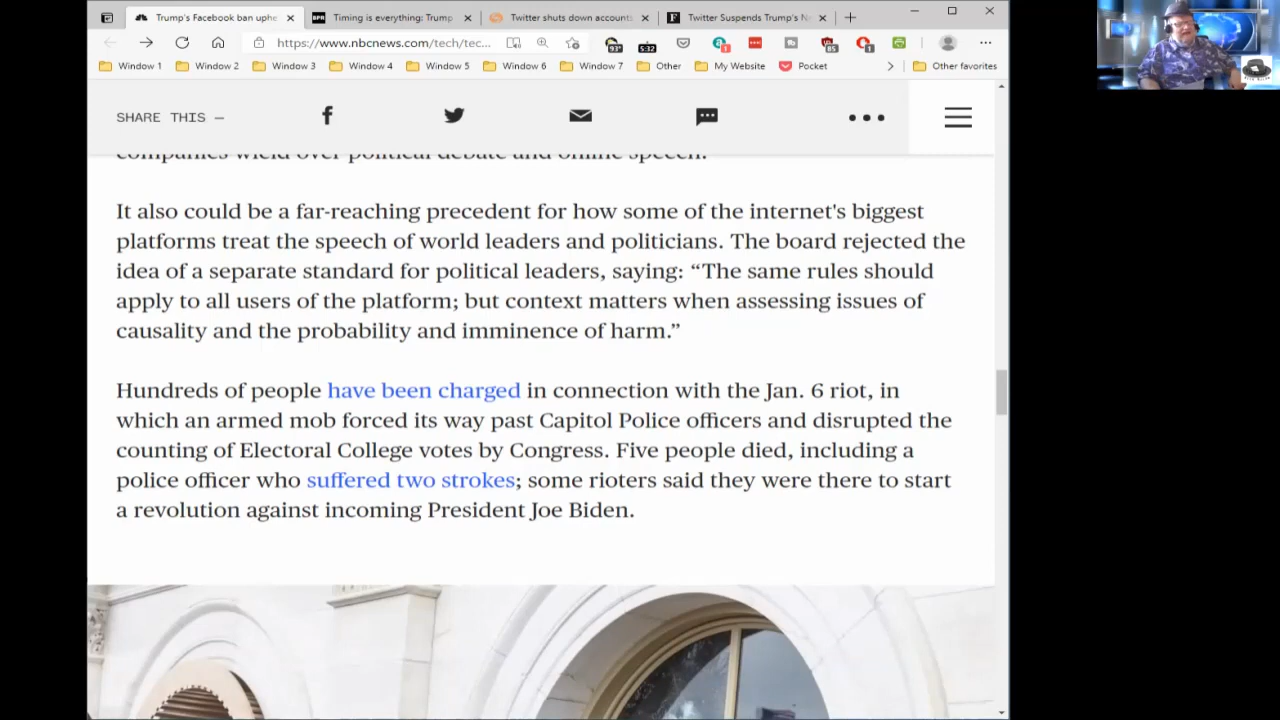 Trump's Facebook ban uphe
Timing is everything: Trump
Twitter shuts down account
Twitter Suspends Trump's N
https://www.nbcnews.com/tech/tec...
93°
5:32
1
85
1
Window 1
Window 2
Window 3
Window 4
Window 5
Window 6
Window 7
Other
My Website
Pocket
Other favorites
SHARE THIS —
companies wield over political debate and online speech.
It also could be a far-reaching precedent for how some of the internet's biggest
platforms treat the speech of world leaders and politicians. The board rejected the
idea of a separate standard for political leaders, saying: “The same rules should
apply to all users of the platform; but context matters when assessing issues of
causality and the probability and imminence of harm.”
Hundreds of people have been charged in connection with the Jan. 6 riot, in
which an armed mob forced its way past Capitol Police officers and disrupted the
counting of Electoral College votes by Congress. Five people died, including a
police officer who suffered two strokes; some rioters said they were there to start
a revolution against incoming President Joe Biden.